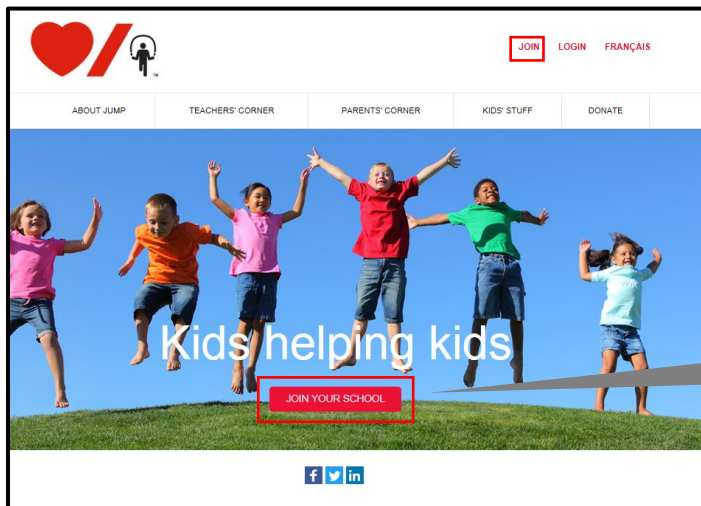 JOIN LOGIN FRANÇAIS
ABOUT JUMP TEACHERS' CORNER PARENTS' CORNER KIDS' STUFF DONATE
Kids helping kids
JOIN YOUR SCHOOL